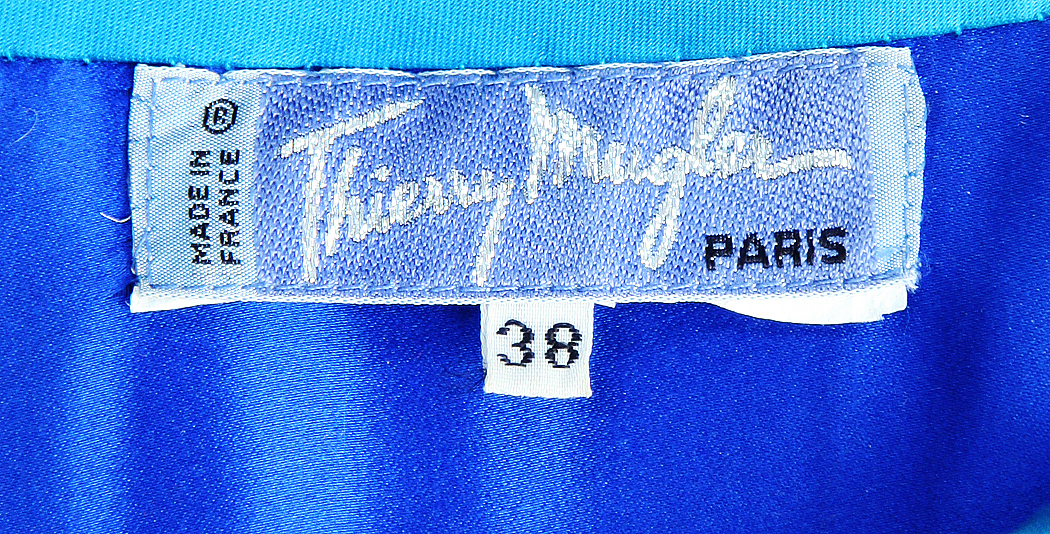 MADE IN
FRANCE ®
Thierry Mugler
PARIS
38